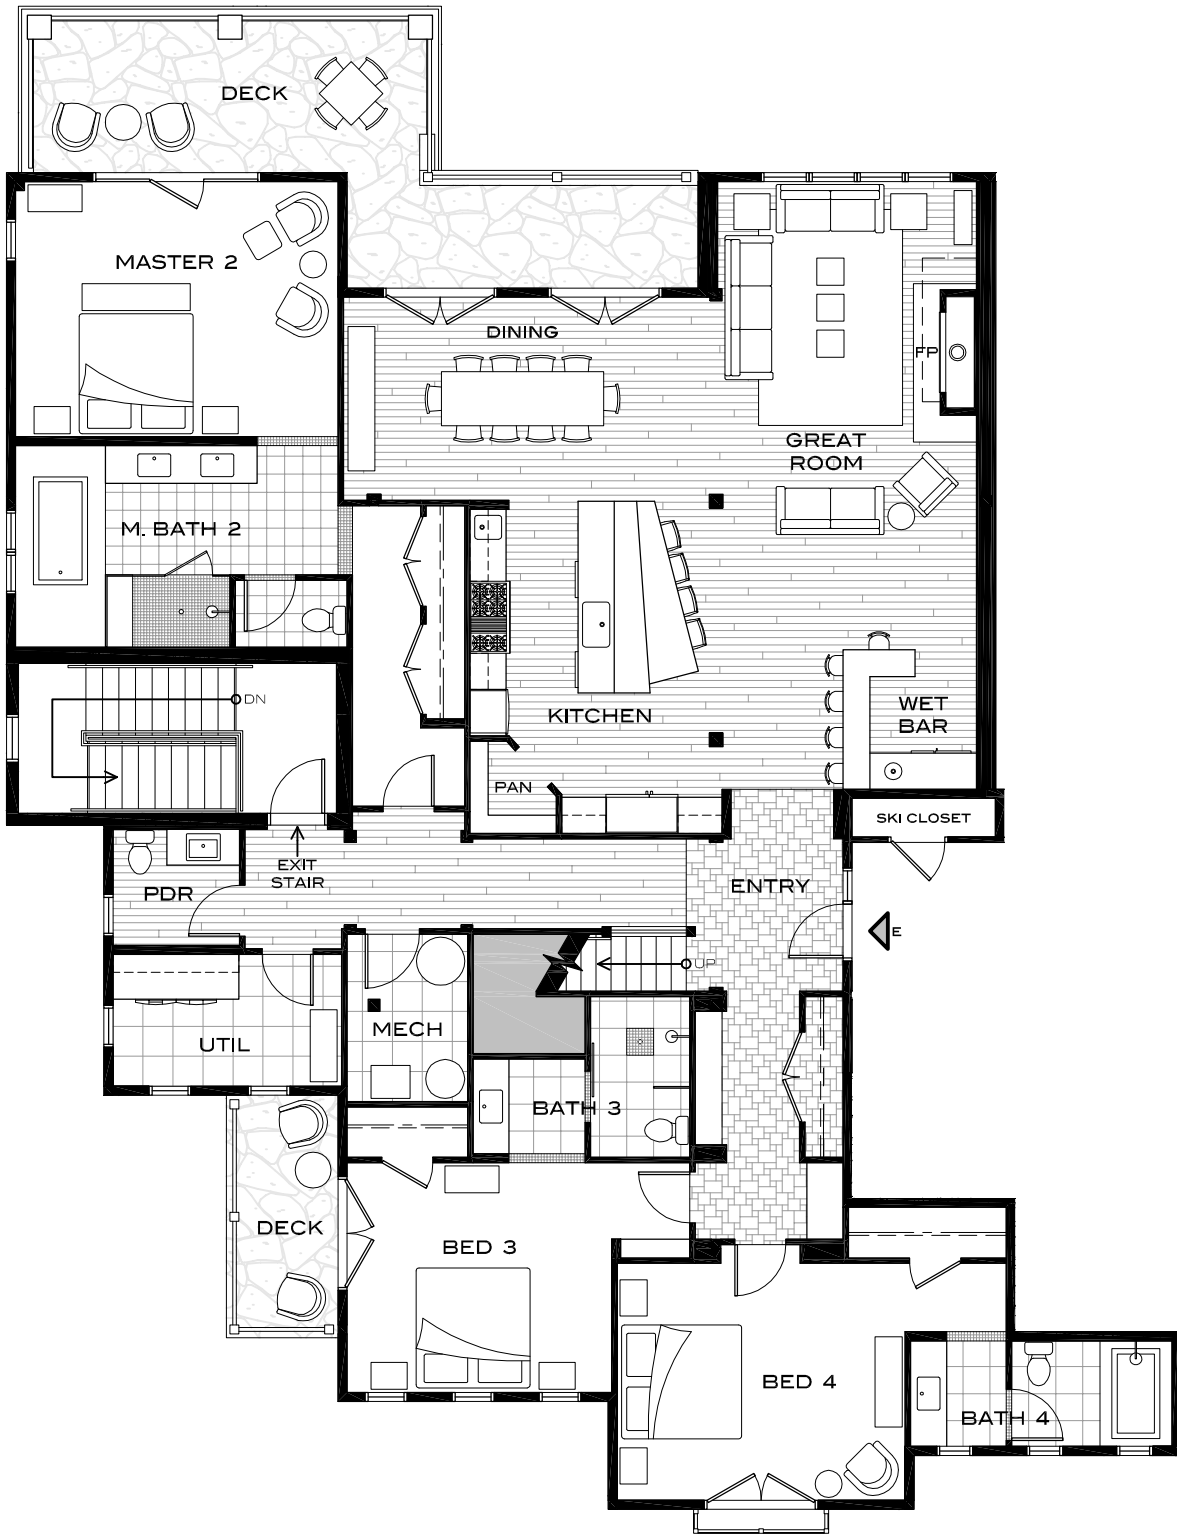 DECK
MASTER 2
DINING
FP
GREAT
ROOM
M. BATH 2
DN
KITCHEN
WET
BAR
PAN
SKI CLOSET
EXIT
STAIR
PDR
ENTRY
E
UP
MECH
UTIL
BATH 3
DECK
BED 3
BED 4
BATH 4